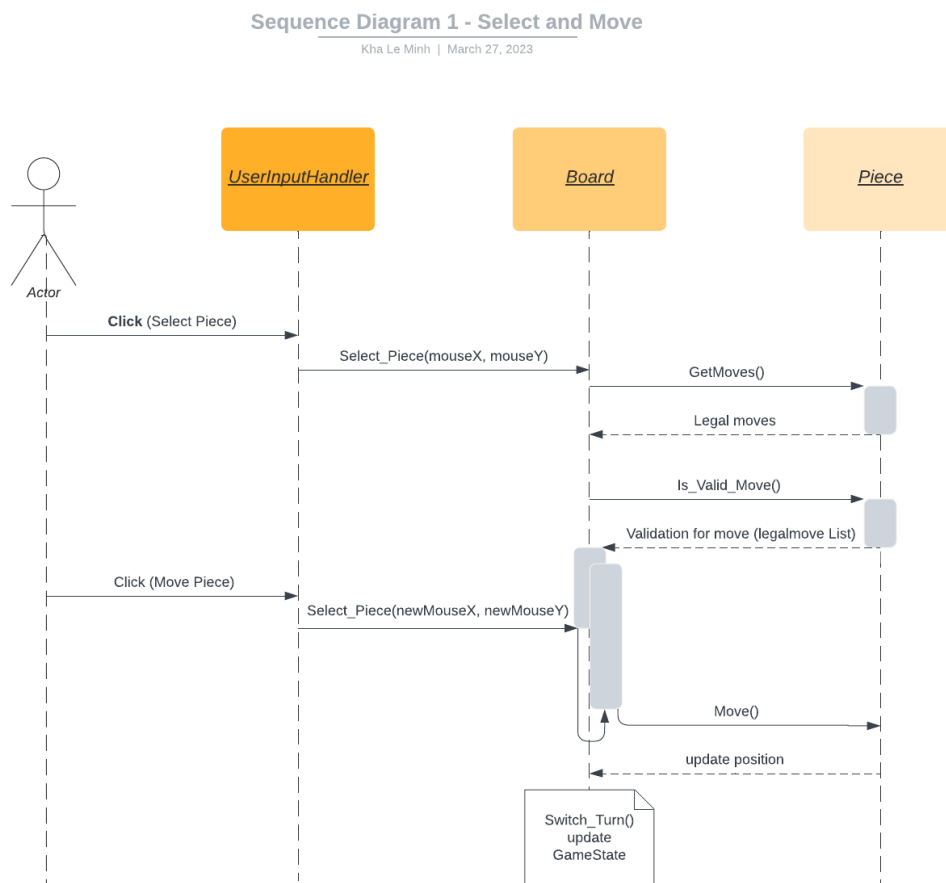 Sequence Diagram 1 - Select and Move
Kha Le Minh | March 27, 2023
UserInputHandler
Board
Piece
Actor
Click (Select Piece)
Select_Piece(mouseX, mouseY)
GetMoves()
Legal moves
Is_Valid_Move()
Validation for move (legalmove List)
Click (Move Piece)
Select_Piece(newMouseX, newMouseY)
Move()
update position
Switch_Turn()
update
GameState